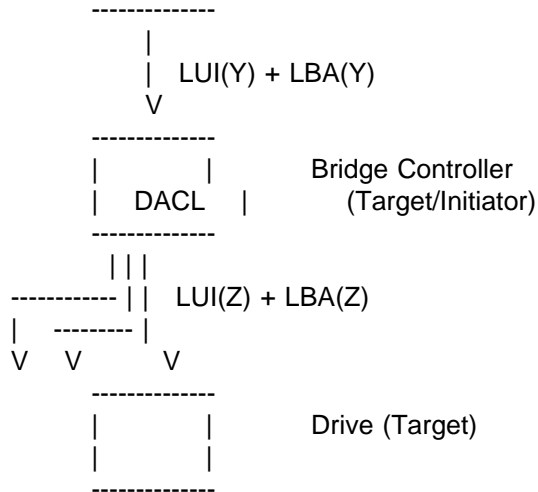 LUI(Y) + LBA(Y)
Bridge Controller
DACL (Target/Initiator)
LUI(Z) + LBA(Z)
Drive (Target)